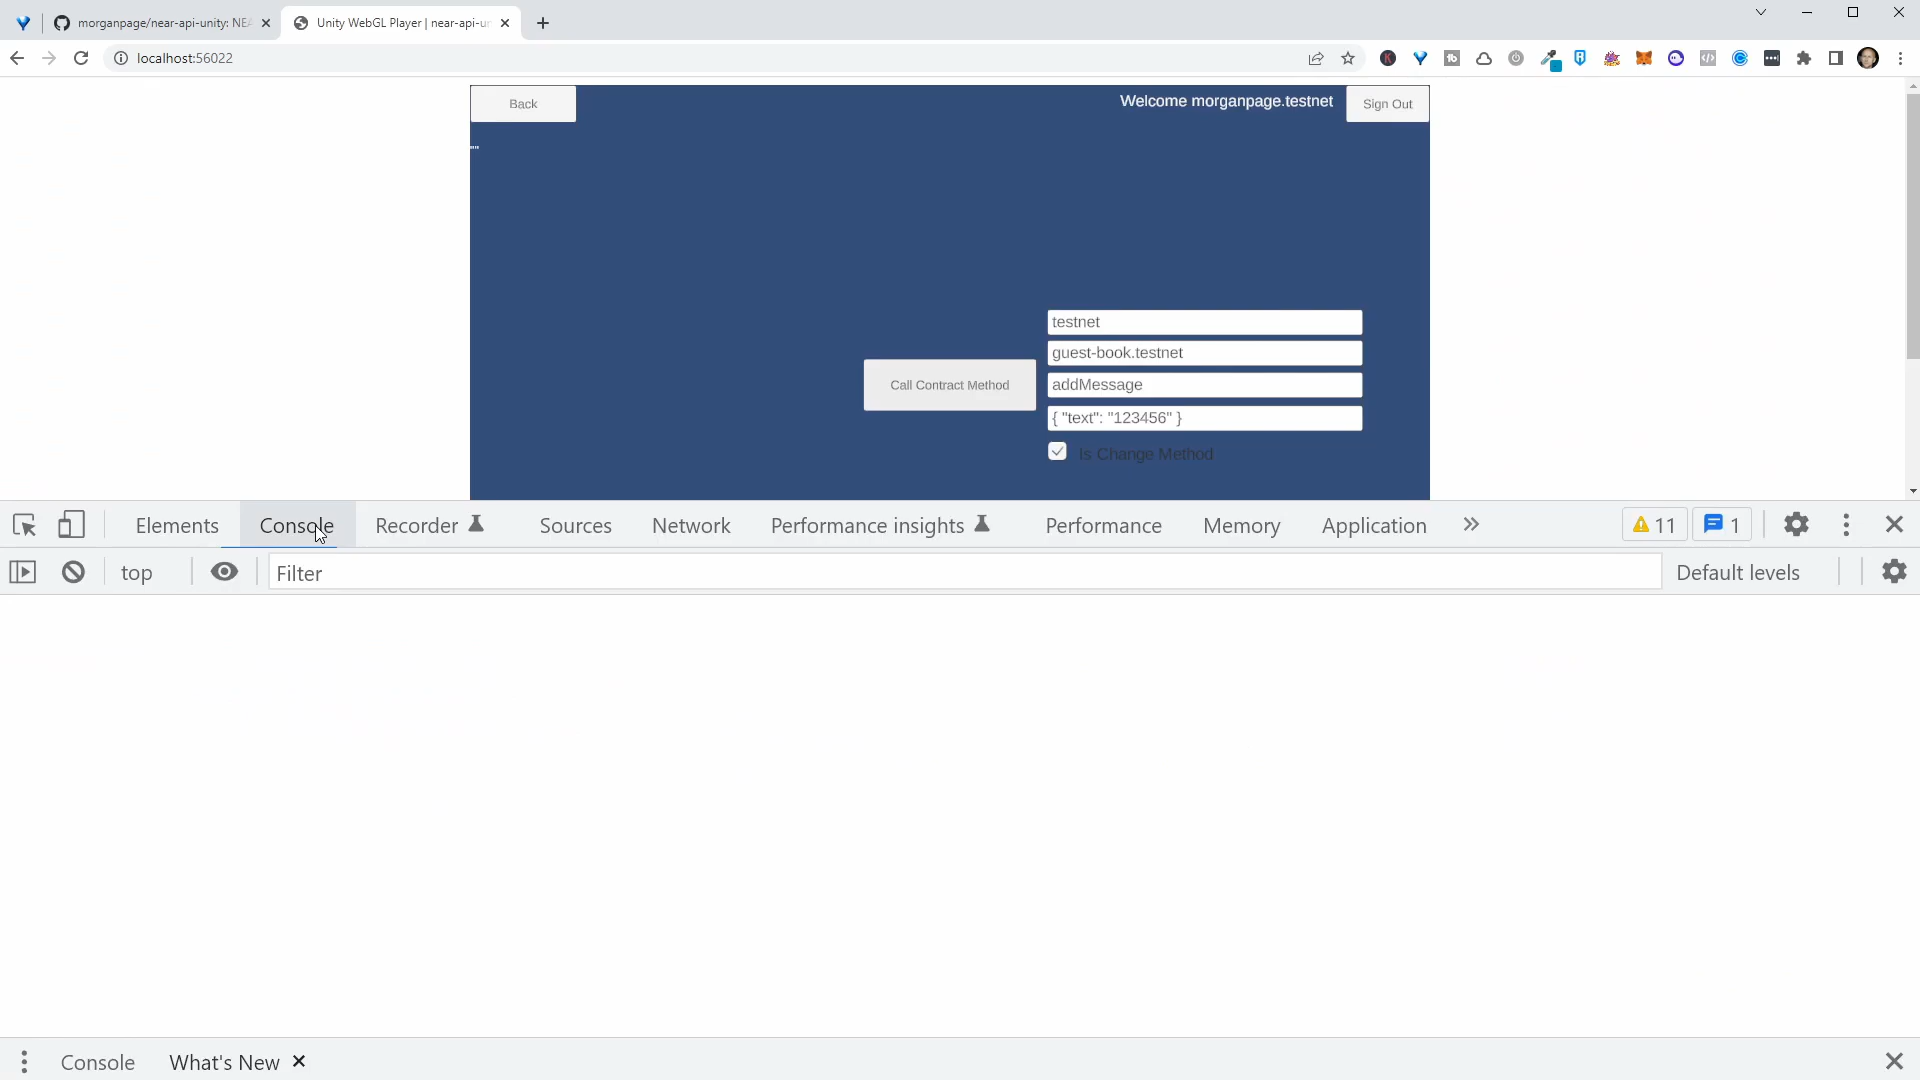 morganpage/near-api-unity: NEA
Unity WebGL Player | near-api-un
localhost:56022
Back
Welcome morganpage.testnet
Sign Out
""
testnet
guest-book.testnet
Call Contract Method
addMessage
{ "text": "123456" }
Is Change Method
Elements
Console
Recorder
Sources
Network
Performance insights
Performance
Memory
Application
11
1
top
Filter
Default levels
Console
What's New